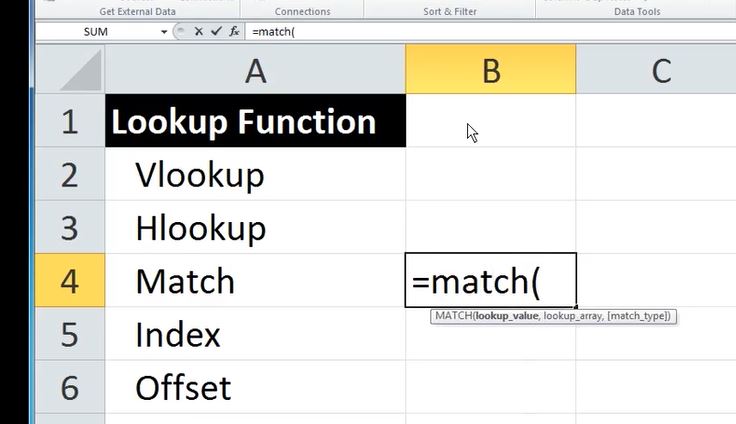 Get External Data Connections Sort & Filter Data Tools
SUM fx =match(
A B C
1 Lookup Function
2 Vlookup
3 Hlookup
4 Match =match(
MATCH(lookup_value, lookup_array, [match_type])
5 Index
6 Offset